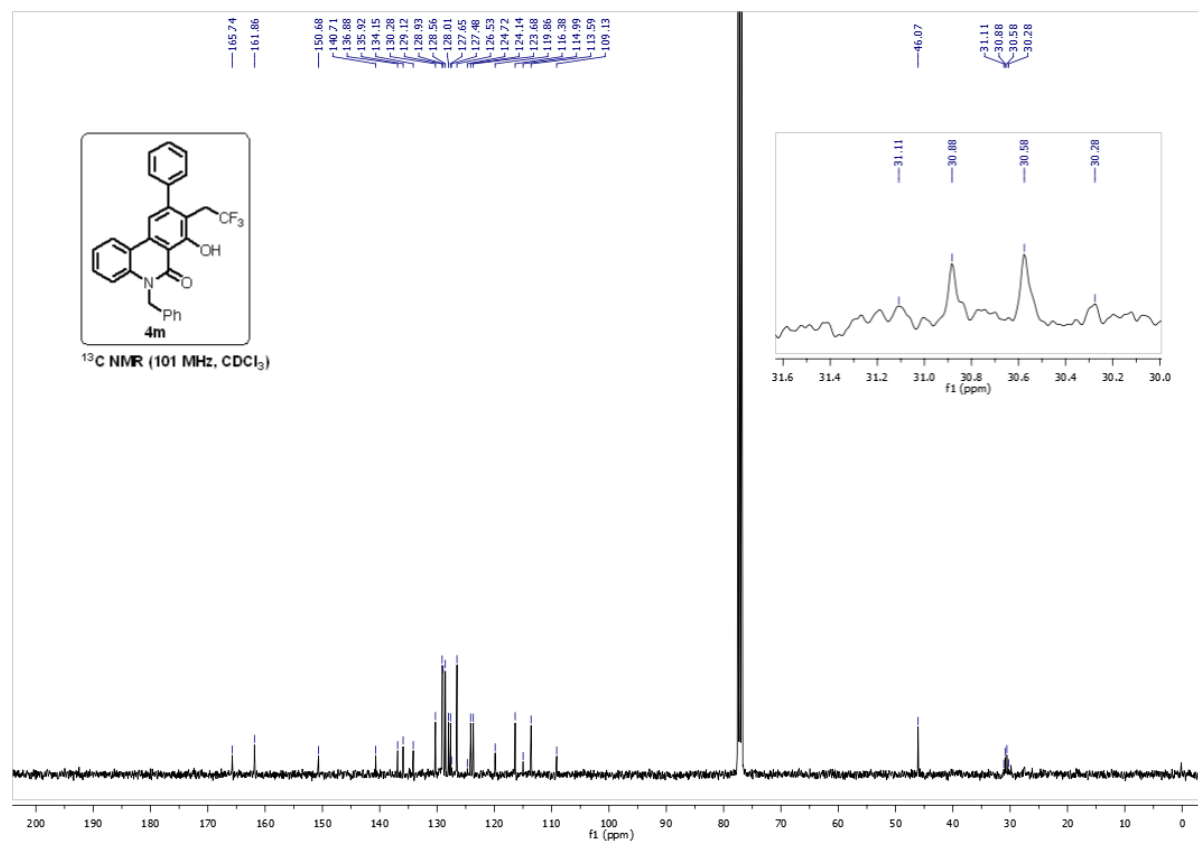 165.74
161.86
150.68
140.71
136.88
135.92
134.15
130.28
129.12
128.93
128.56
128.01
127.65
127.48
126.53
124.72
124.14
123.68
119.86
116.38
114.99
113.59
109.13
46.07
31.11
30.88
30.58
30.28
CF₃
OH
O
N
Ph
4m
¹³C NMR (101 MHz, CDCl₃)
31.11
30.88
30.58
30.28
31.6 31.4 31.2 31.0 30.8 30.6 30.4 30.2 30.0
f1 (ppm)
200 190 180 170 160 150 140 130 120 110 100 90 80 70 60 50 40 30 20 10 0
f1 (ppm)